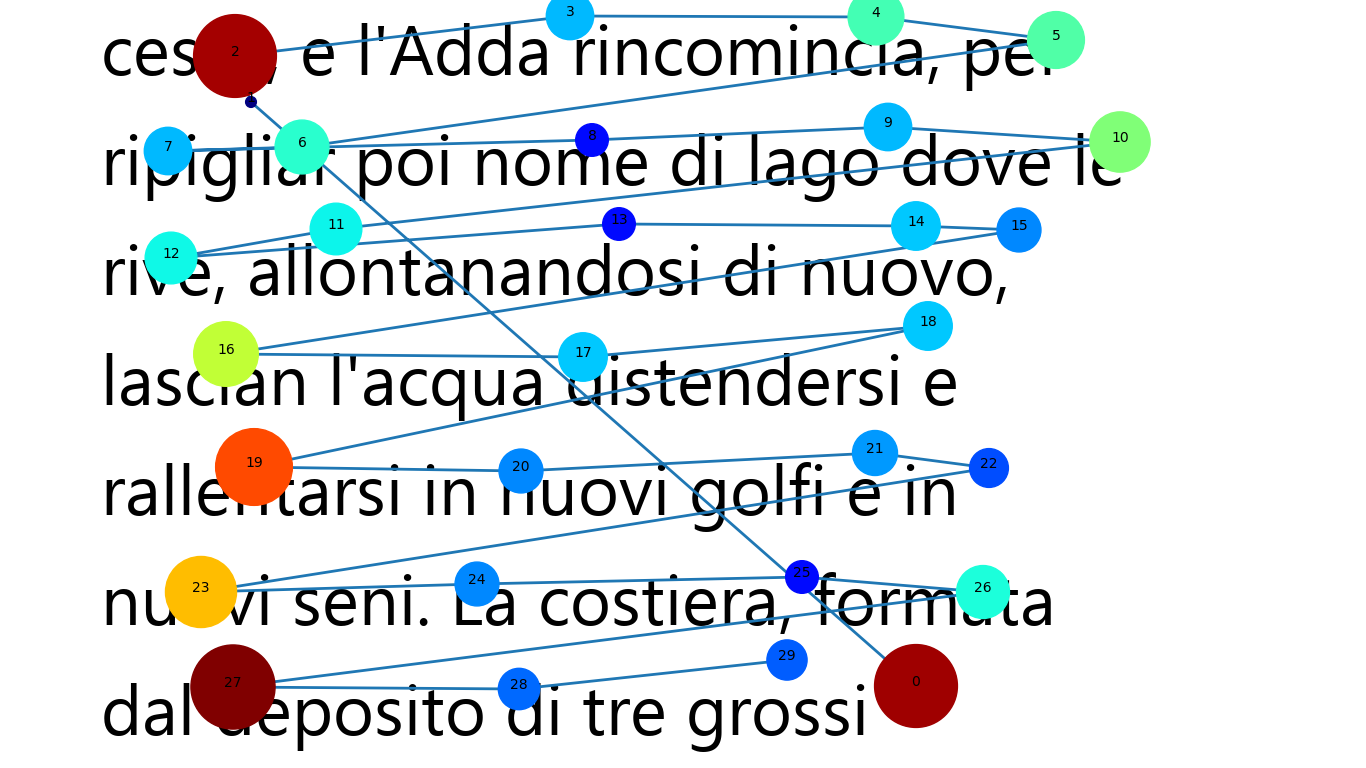 2 3 4 5
cessa, e l'Adda rincomincia, per
1
7 6 8 9 10
ripigliar poi nome di lago dove le
12 11 13 14 15
rive, allontanandosi di nuovo,
16 17 18
lascian l'acqua distendersi e
19 20 21 22
rallentarsi in nuovi golfi e in
23 24 25 26
nuovi seni. La costiera, formata
27 28 29 0
dal deposito di tre grossi